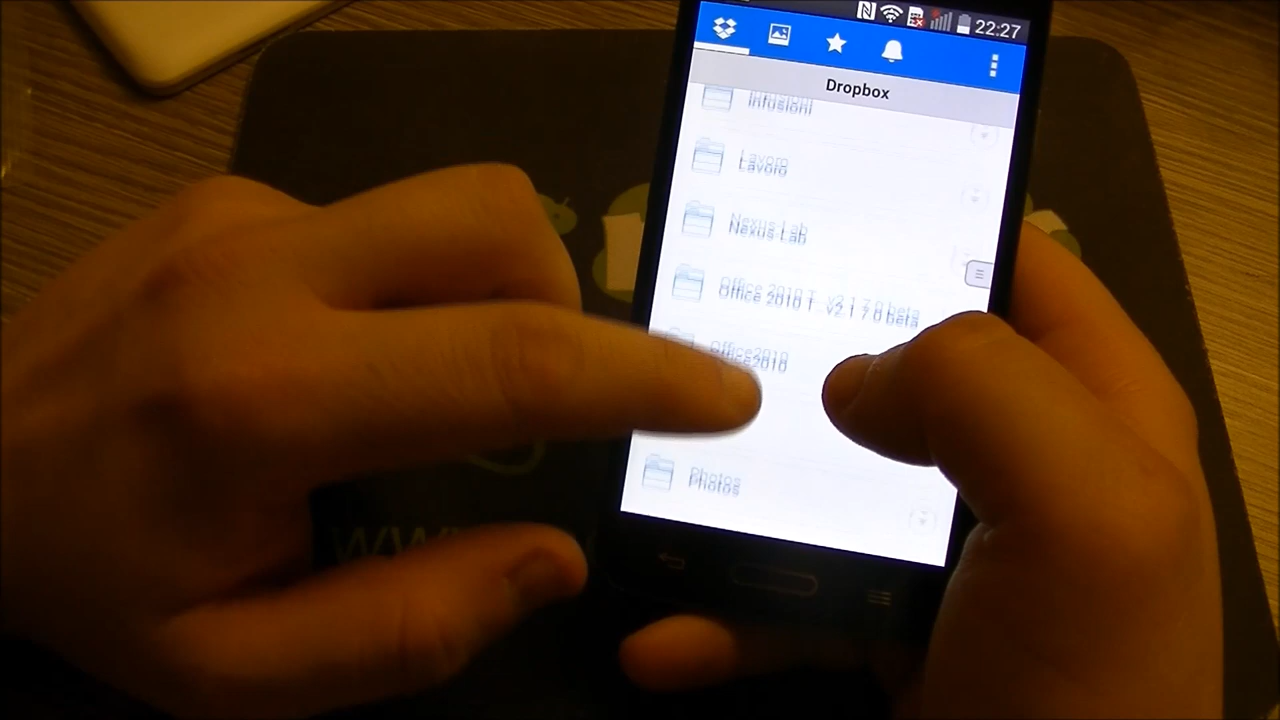 22:27
Dropbox
Infusioni
Lavoro
Nexus Lab
Office 2010 T.. v2.1 7.0 beta
Office2010
Photos